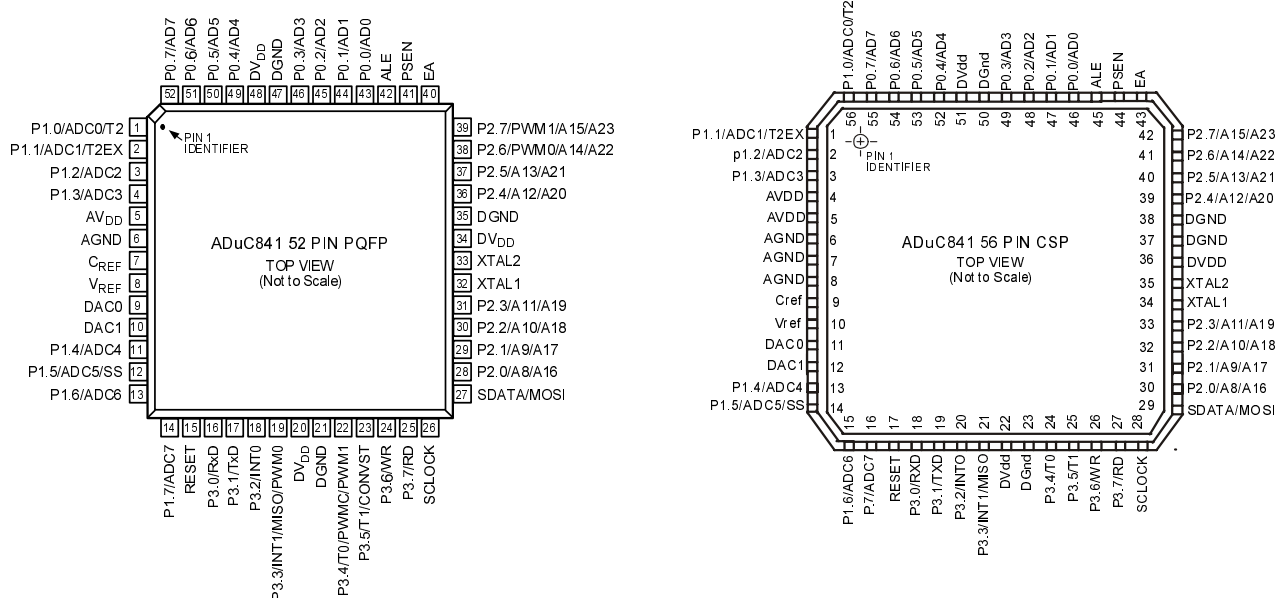 P0.7/AD7
P0.6/AD6
P0.5/AD5
P0.4/AD4
DVDD
DGND
P0.3/AD3
P0.2/AD2
P0.1/AD1
P0.0/AD0
ALE
PSEN
EA
52 51 50 49 48 47 46 45 44 43 42 41 40
P1.0/ADC0/T2 1
P1.1/ADC1/T2EX 2
P1.2/ADC2 3
P1.3/ADC3 4
AVDD 5
AGND 6
CREF 7
VREF 8
DAC0 9
DAC1 10
P1.4/ADC4 11
P1.5/ADC5/SS 12
P1.6/ADC6 13
PIN 1
IDENTIFIER
ADuC841 52 PIN PQFP
TOP VIEW
(Not to Scale)
39 P2.7/PWM1/A15/A23
38 P2.6/PWM0/A14/A22
37 P2.5/A13/A21
36 P2.4/A12/A20
35 DGND
34 DVDD
33 XTAL2
32 XTAL1
31 P2.3/A11/A19
30 P2.2/A10/A18
29 P2.1/A9/A17
28 P2.0/A8/A16
27 SDATA/MOSI
14 15 16 17 18 19 20 21 22 23 24 25 26
P1.7/ADC7
RESET
P3.0/RxD
P3.1/TxD
P3.2/INT0
P3.3/INT1/MISO/PWM0
DVDD
DGND
P3.4/T0/PWMC/PWM1
P3.5/T1/CONVST
P3.6/WR
P3.7/RD
SCLOCK
P1.0/ADC0/T2
P0.7/AD7
P0.6/AD6
P0.5/AD5
P0.4/AD4
DVdd
DGnd
P0.3/AD3
P0.2/AD2
P0.1/AD1
P0.0/AD0
ALE
PSEN
EA
56 55 54 53 52 51 50 49 48 47 46 45 44 43
P1.1/ADC1/T2EX 1
p1.2/ADC2 2
P1.3/ADC3 3
AVDD 4
AVDD 5
AGND 6
AGND 7
AGND 8
Cref 9
Vref 10
DAC0 11
DAC1 12
P1.4/ADC4 13
P1.5/ADC5/SS 14
PIN 1
IDENTIFIER
ADuC841 56 PIN CSP
TOP VIEW
(Not to Scale)
42 P2.7/A15/A23
41 P2.6/A14/A22
40 P2.5/A13/A21
39 P2.4/A12/A20
38 DGND
37 DGND
36 DVDD
35 XTAL2
34 XTAL1
33 P2.3/A11/A19
32 P2.2/A10/A18
31 P2.1/A9/A17
30 P2.0/A8/A16
29 SDATA/MOSI
15 16 17 18 19 20 21 22 23 24 25 26 27 28
P1.6/ADC6
P.7/ADC7
RESET
P3.0/RXD
P3.1/TXD
P3.2/INTO
P3.3/INT1/MISO
DVdd
DGnd
P3.4/T0
P3.5/T1
P3.6/WR
P3.7/RD
SCLOCK